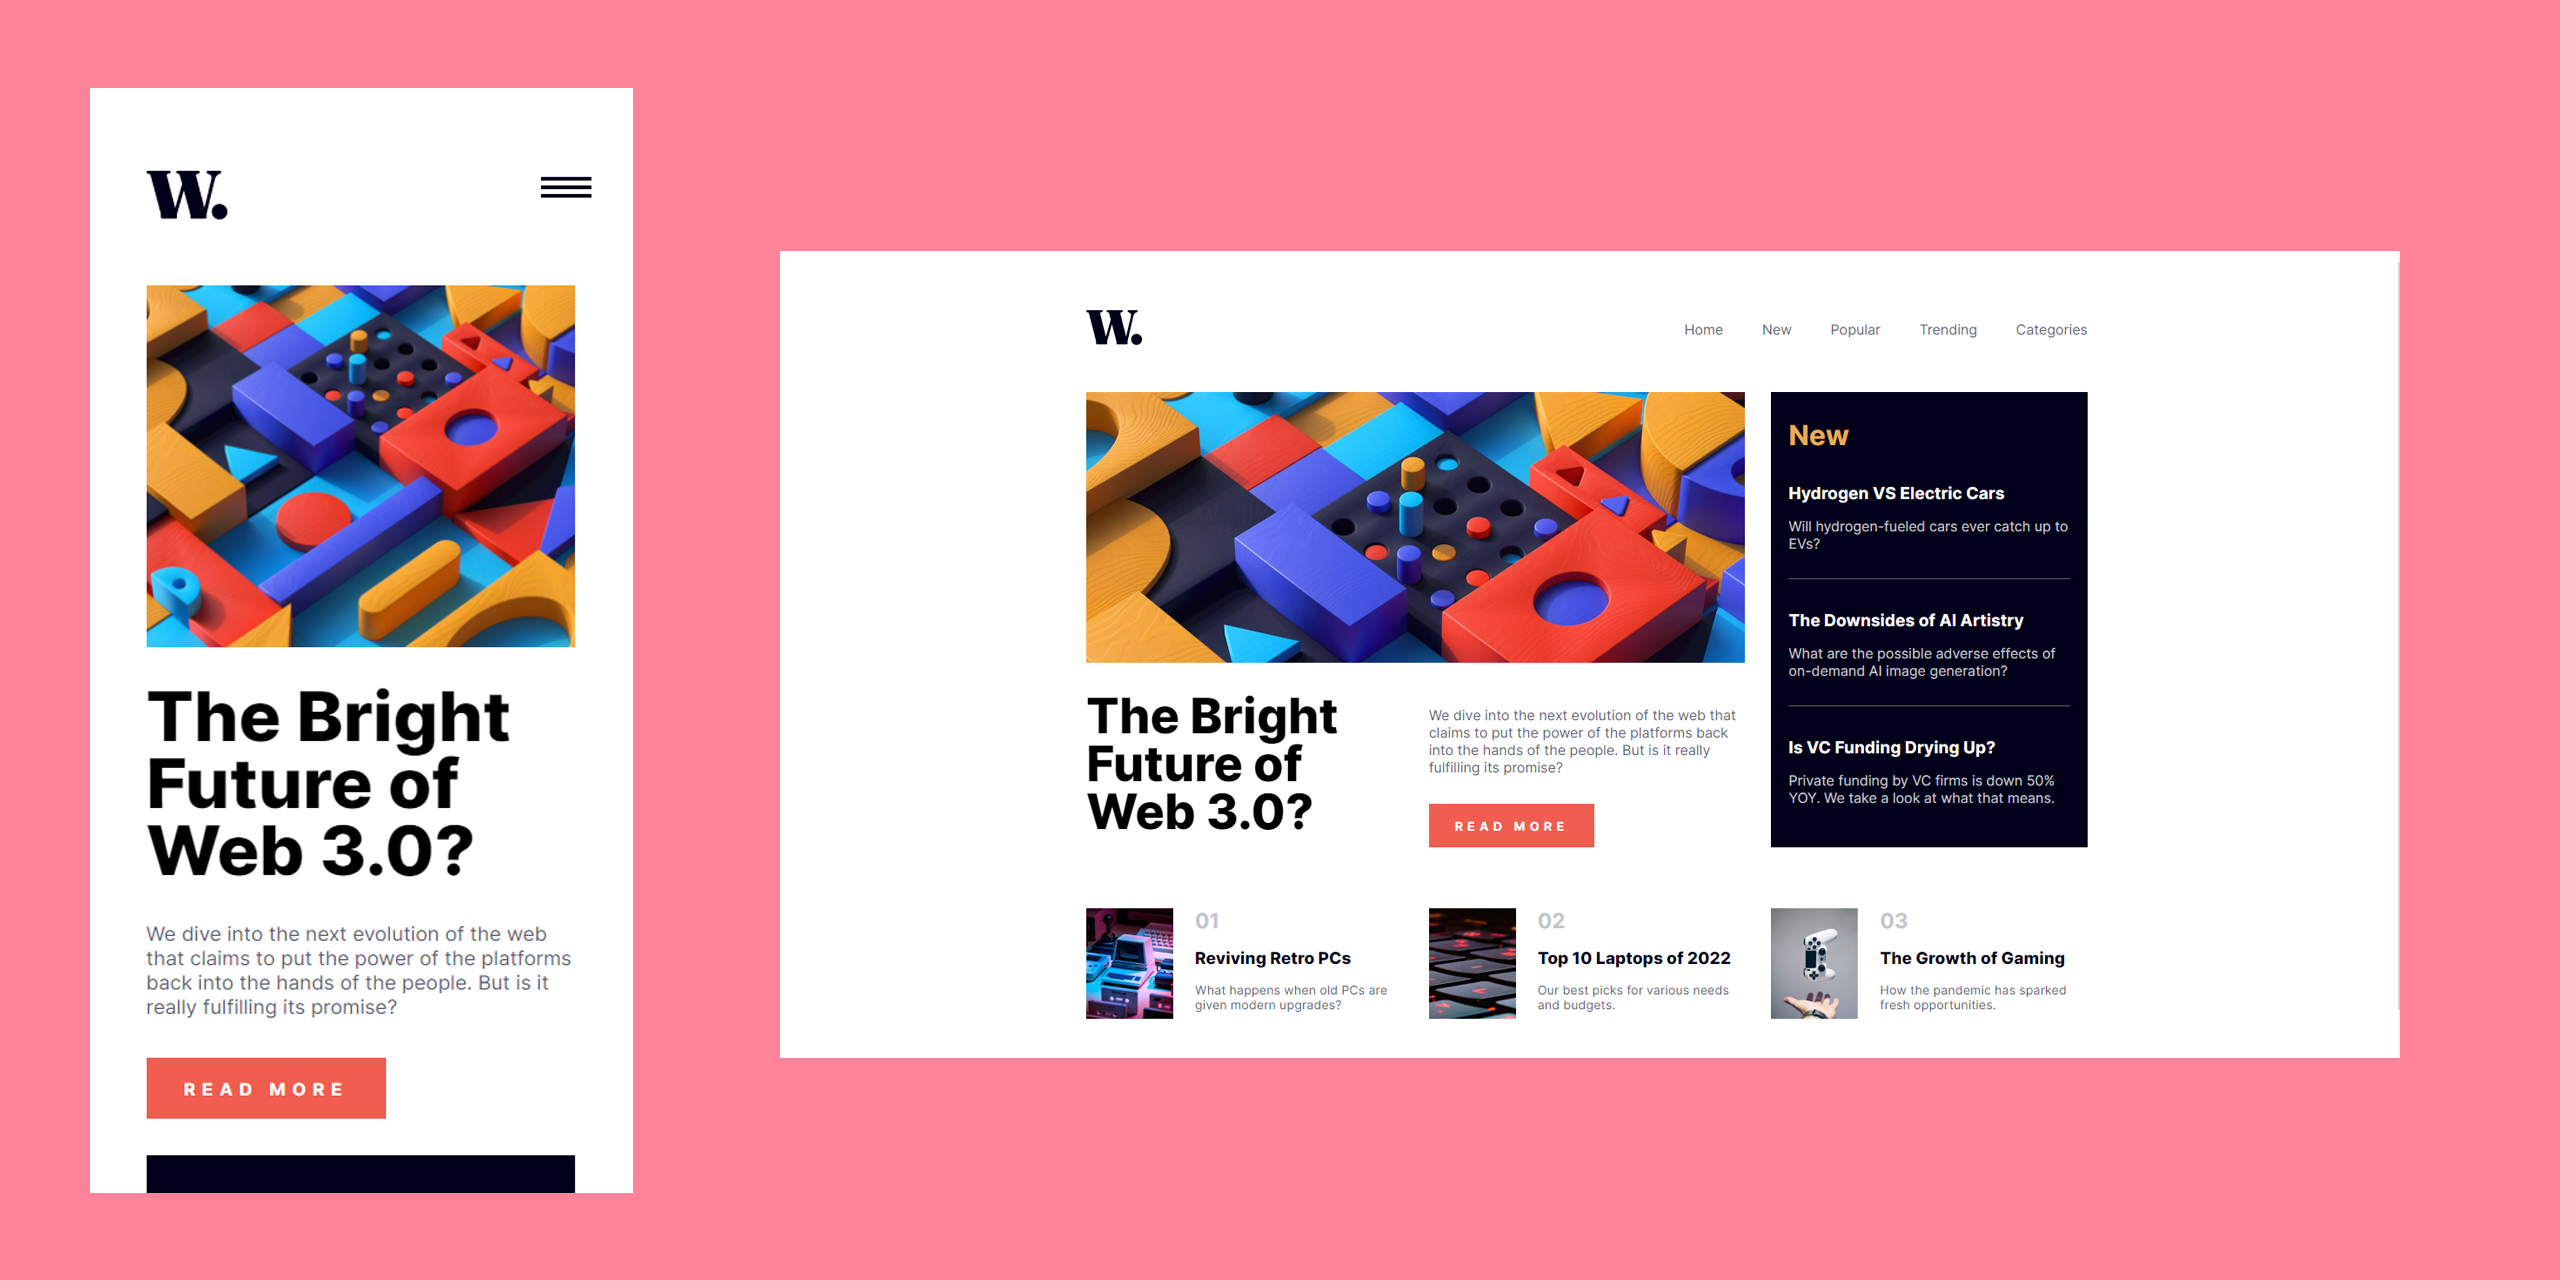 W.
The Bright
Future of
Web 3.0?
We dive into the next evolution of the web
that claims to put the power of the platforms
back into the hands of the people. But is it
really fulfilling its promise?
READ MORE
W.
Home New Popular Trending Categories
The Bright
Future of
Web 3.0?
We dive into the next evolution of the web that
claims to put the power of the platforms back
into the hands of the people. But is it really
fulfilling its promise?
READ MORE
New
Hydrogen VS Electric Cars
Will hydrogen-fueled cars ever catch up to
EVs?
The Downsides of AI Artistry
What are the possible adverse effects of
on-demand AI image generation?
Is VC Funding Drying Up?
Private funding by VC firms is down 50%
YOY. We take a look at what that means.
01
Reviving Retro PCs
What happens when old PCs are
given modern upgrades?
02
Top 10 Laptops of 2022
Our best picks for various needs
and budgets.
03
The Growth of Gaming
How the pandemic has sparked
fresh opportunities.